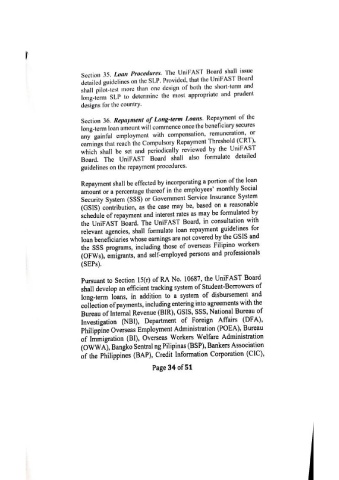 Section 35. Loan Procedures. The UniFAST Board shall issue
detailed guidelines on the SLP. Provided, that the UniFAST Board
shall pilot-test more than one design of both the short-term and
long-term SLP to determine the most appropriate and prudent
designs for the country.
Section 36. Repayment of Long-term Loans. Repayment of the
long-term loan amount will commence once the beneficiary secures
any gainful employment with compensation, remuneration, or
earnings that reach the Compulsory Repayment Threshold (CRT),
which shall be set and periodically reviewed by the UniFAST
Board. The UniFAST Board shall also formulate detailed
guidelines on the repayment procedures.
Repayment shall be effected by incorporating a portion of the loan
amount or a percentage thereof in the employees' monthly Social
Security System (SSS) or Government Service Insurance System
(GSIS) contribution, as the case may be, based on a reasonable
schedule of repayment and interest rates as may be formulated by
the UniFAST Board. The UniFAST Board, in consultation with
relevant agencies, shall formulate loan repayment guidelines for
loan beneficiaries whose earnings are not covered by the GSIS and
the SSS programs, including those of overseas Filipino workers
(OFWs), emigrants, and self-employed persons and professionals
(SEPs).
Pursuant to Section 15(r) of RA No. 10687, the UniFAST Board
shall develop an efficient tracking system of Student-Borrowers of
long-term loans, in addition to a system of disbursement and
collection of payments, including entering into agreements with the
Bureau of Internal Revenue (BIR), GSIS, SSS, National Bureau of
Investigation (NBI), Department of Foreign Affairs (DFA),
Philippine Overseas Employment Administration (POEA), Bureau
of Immigration (BI), Overseas Workers Welfare Administration
(OWWA), Bangko Sentral ng Pilipinas (BSP), Bankers Association
of the Philippines (BAP), Credit Information Corporation (CIC),
Page 34 of 51